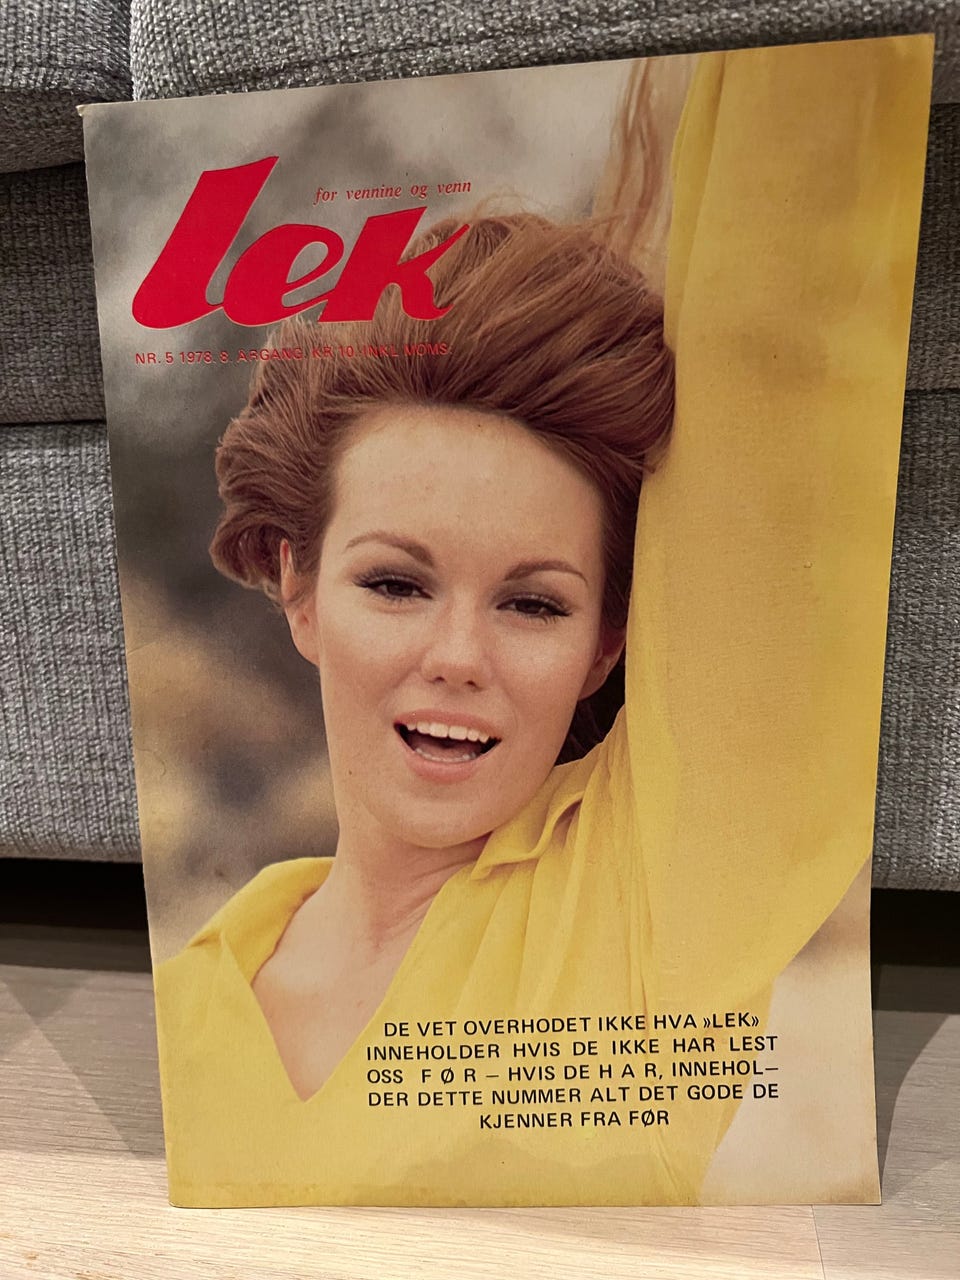 for vennine og venn
lek
NR. 5 1978. 8. ÅRGANG. KR 10,- INKL MOMS.
DE VET OVERHODET IKKE HVA »LEK»
INNEHOLDER HVIS DE IKKE HAR LEST
OSS F Ø R — HVIS DE H A R, INNEHOL—
DER DETTE NUMMER ALT DET GODE DE
KJENNER FRA FØR